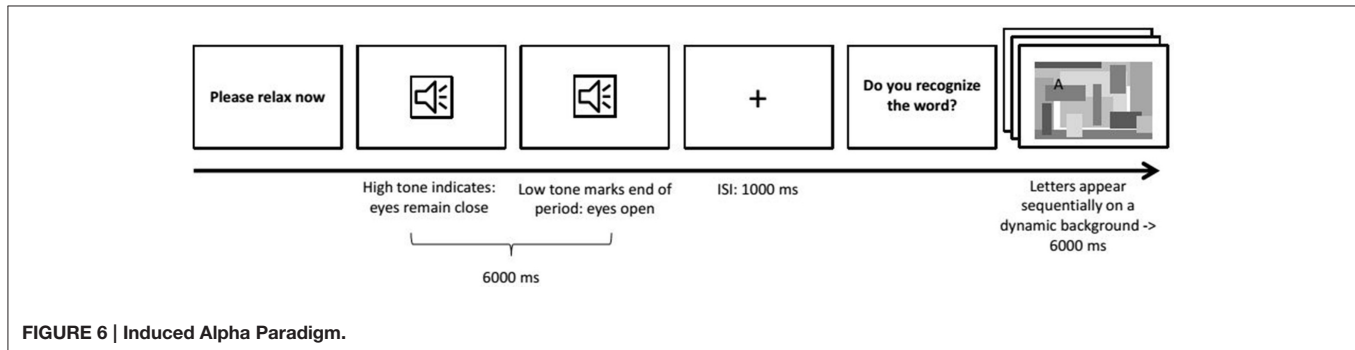 Please relax now
+
Do you recognize
the word?
A
High tone indicates:
eyes remain close
Low tone marks end of
period: eyes open
ISI: 1000 ms
Letters appear
sequentially on a
dynamic background ->
6000 ms
6000 ms
FIGURE 6 | Induced Alpha Paradigm.